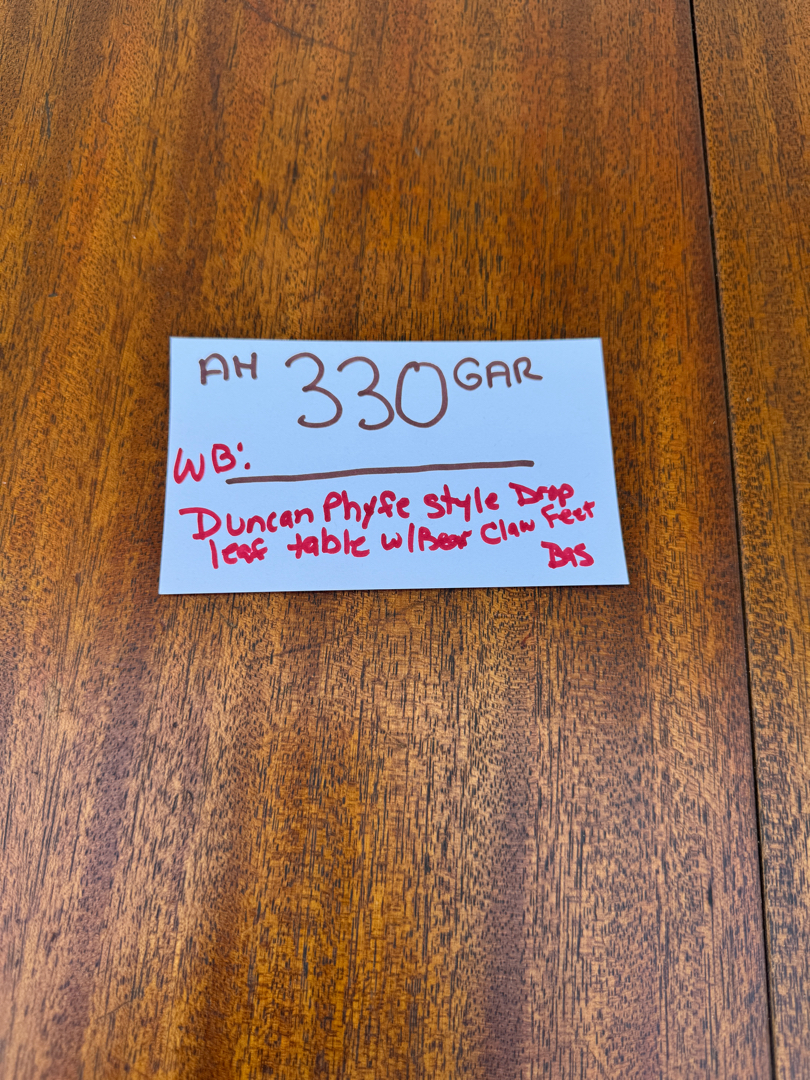 AH 330 GAR
WB:
Duncan Phyfe style Drop
leaf table w/Bear Claw Feet
BAS